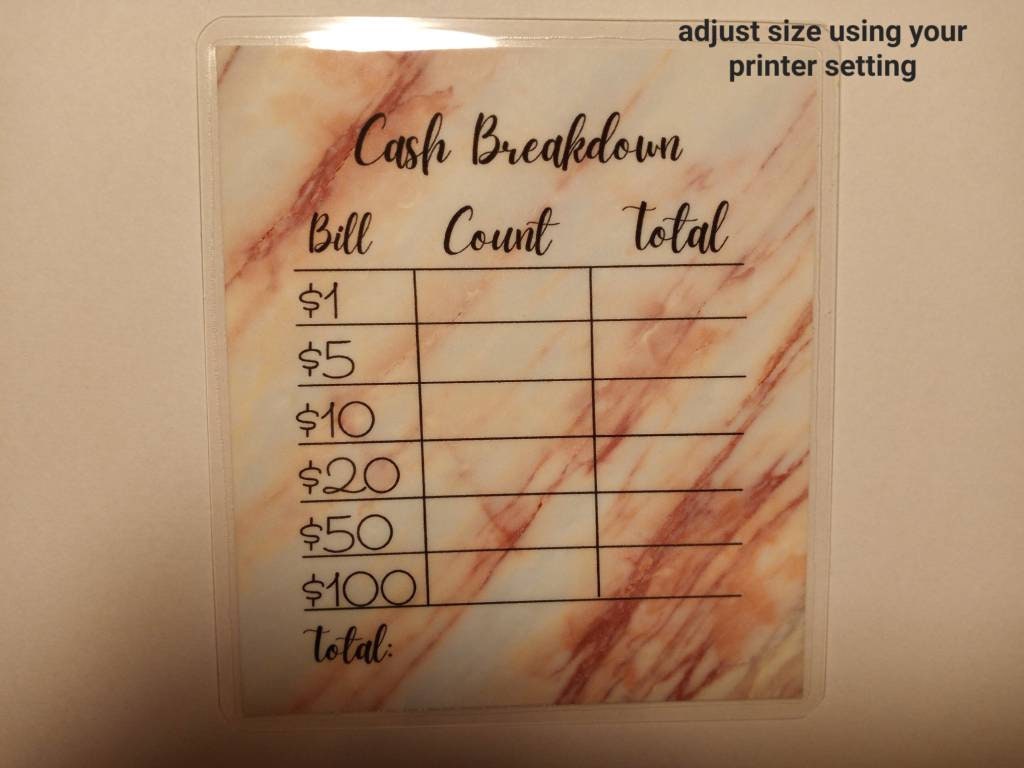 adjust size using your
printer setting
Cash Breakdown
Bill Count Total
$1
$5
$10
$20
$50
$100
Total: